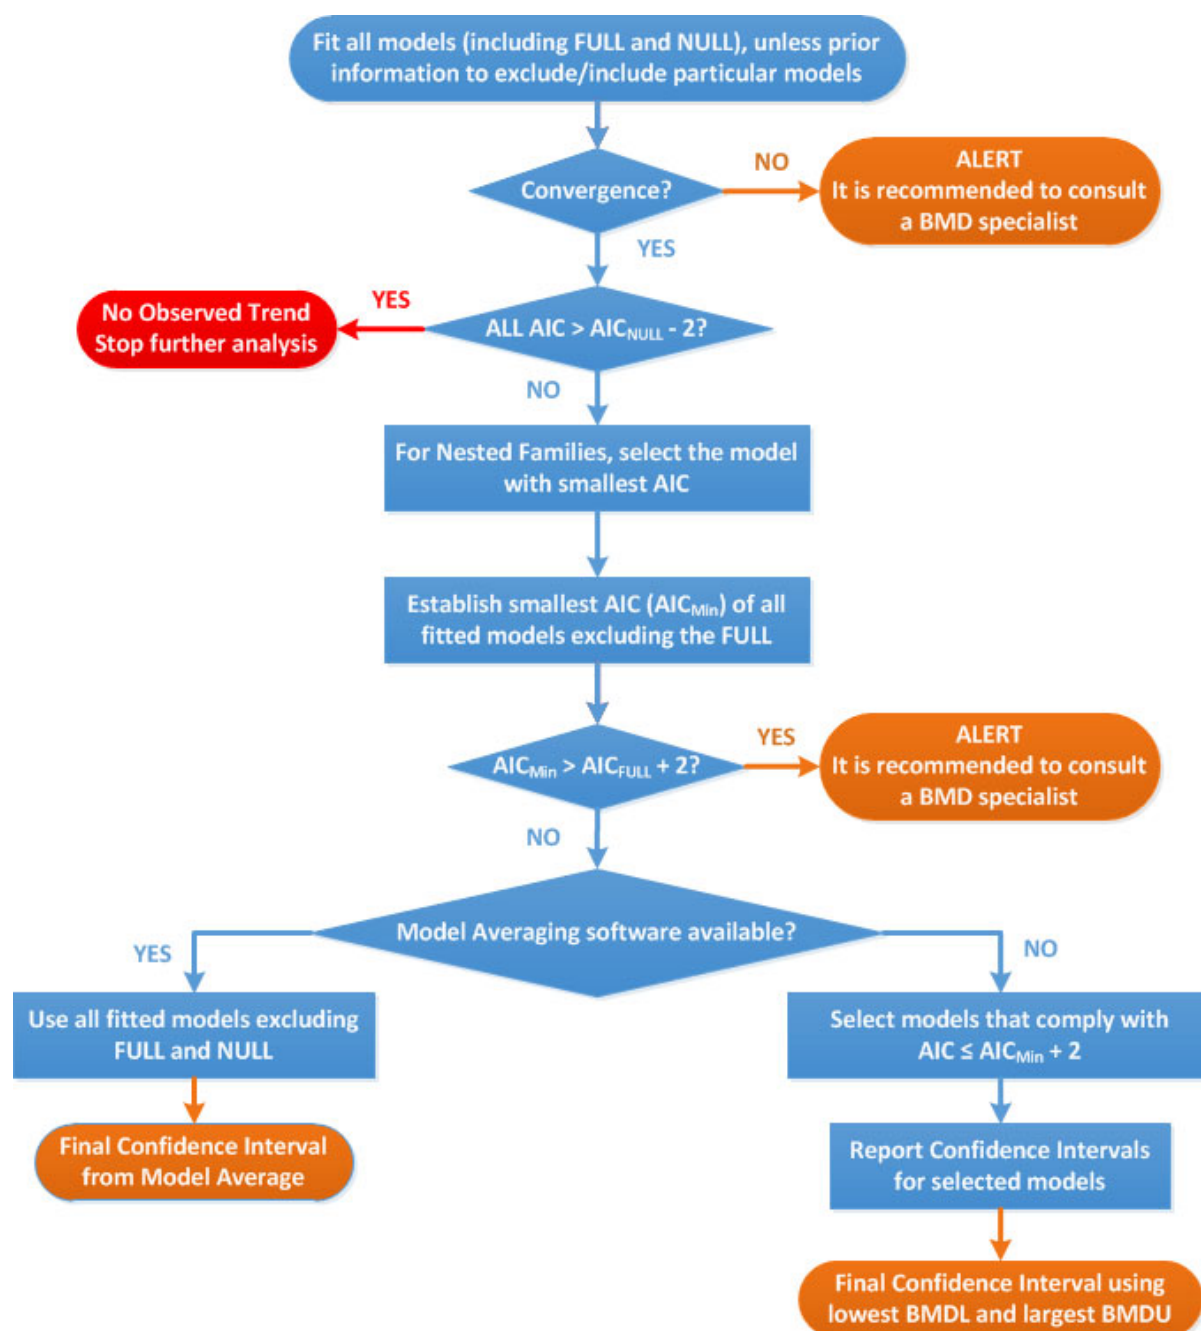 Fit all models (including FULL and NULL), unless prior
information to exclude/include particular models
Convergence?
NO
ALERT
It is recommended to consult
a BMD specialist
YES
ALL AIC > AIC_NULL - 2?
YES
No Observed Trend
Stop further analysis
NO
For Nested Families, select the model
with smallest AIC
Establish smallest AIC (AIC_Min) of all
fitted models excluding the FULL
AIC_Min > AIC_FULL + 2?
YES
ALERT
It is recommended to consult
a BMD specialist
NO
Model Averaging software available?
YES
Use all fitted models excluding
FULL and NULL
Final Confidence Interval
from Model Average
NO
Select models that comply with
AIC ≤ AIC_Min + 2
Report Confidence Intervals
for selected models
Final Confidence Interval using
lowest BMDL and largest BMDU